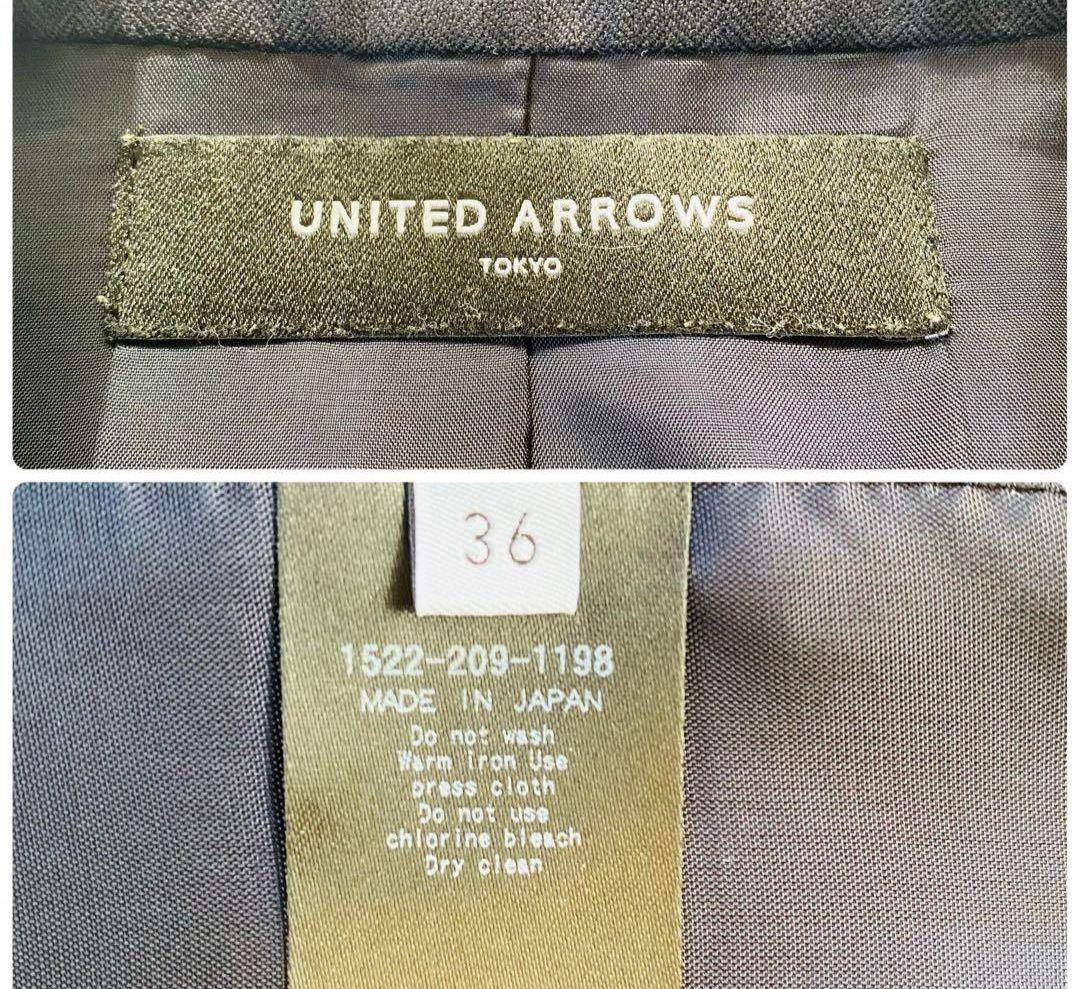 UNITED ARROWS
TOKYO
36
1522-209-1198
MADE IN JAPAN
Do not wash
Warm iron Use
press cloth
Do not use
chlorine bleach
Dry clean